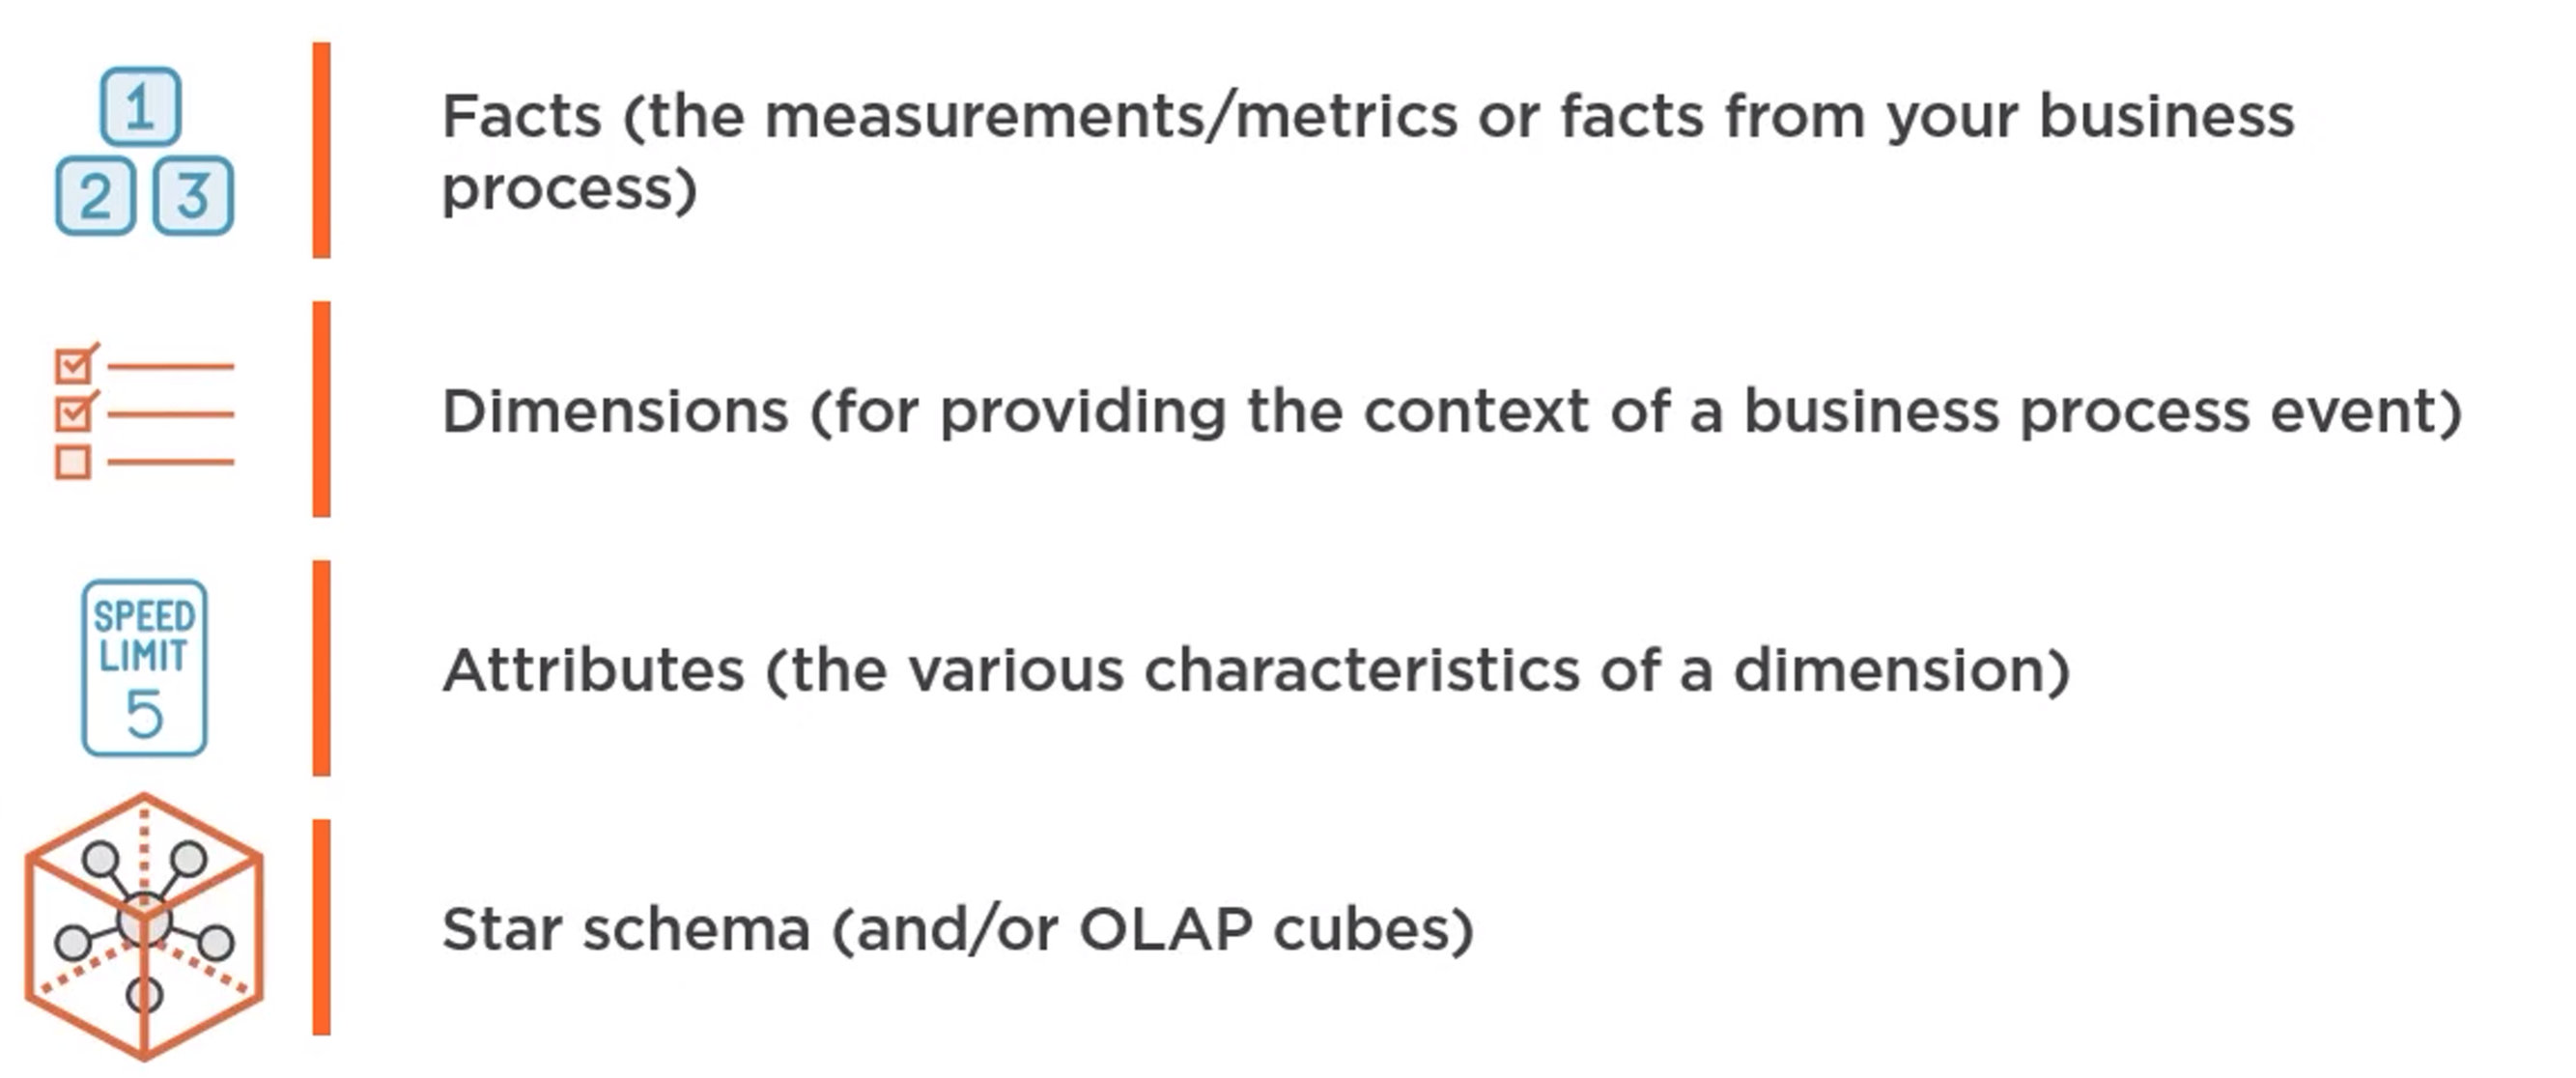 1
2 3
Facts (the measurements/metrics or facts from your business
process)
Dimensions (for providing the context of a business process event)
SPEED
LIMIT
5
Attributes (the various characteristics of a dimension)
Star schema (and/or OLAP cubes)